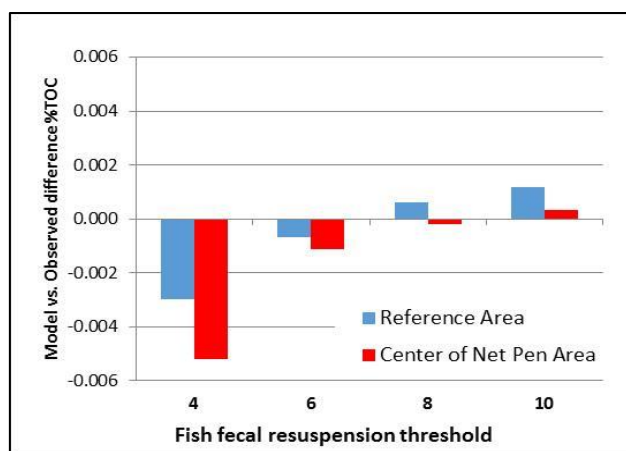 Model vs. Observed difference%TOC
0.006
0.004
0.002
0.000
-0.002
-0.004
-0.006
Reference Area
Center of Net Pen Area
4 6 8 10
Fish fecal resuspension threshold